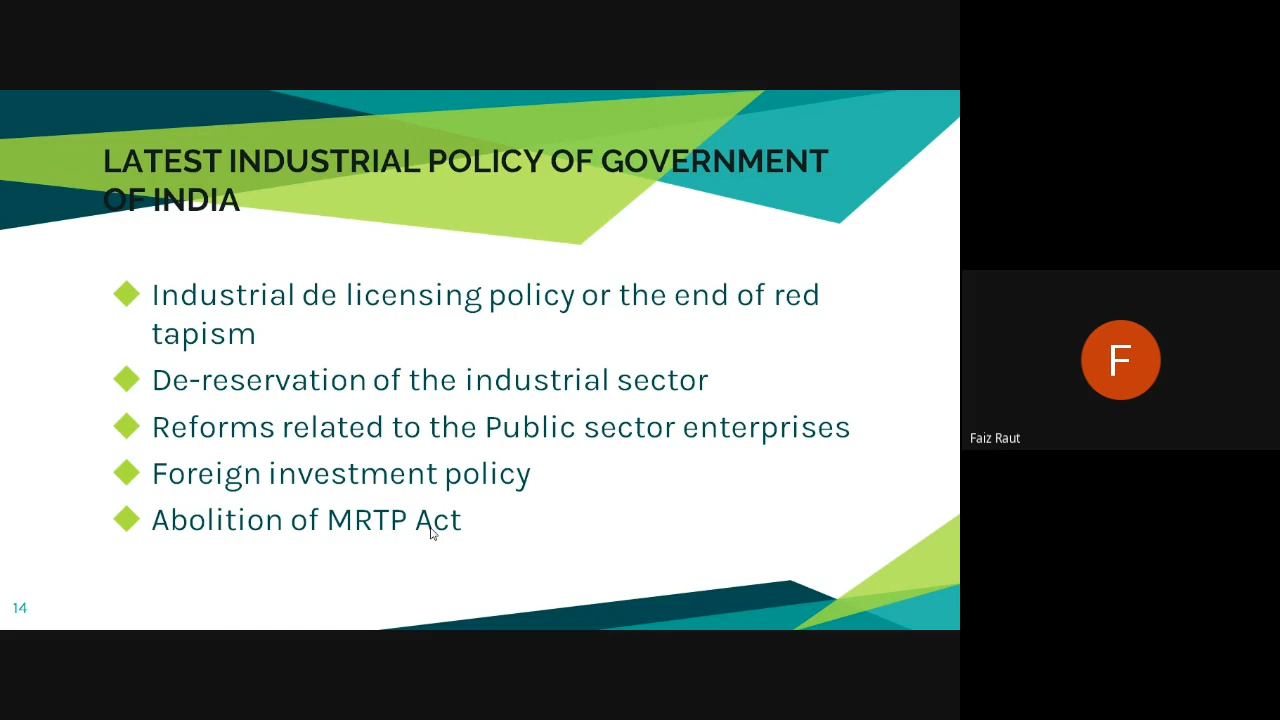 LATEST INDUSTRIAL POLICY OF GOVERNMENT
OF INDIA
Industrial de licensing policy or the end of red
tapism
De-reservation of the industrial sector
Reforms related to the Public sector enterprises
Foreign investment policy
Abolition of MRTP Act
14
F
Faiz Raut